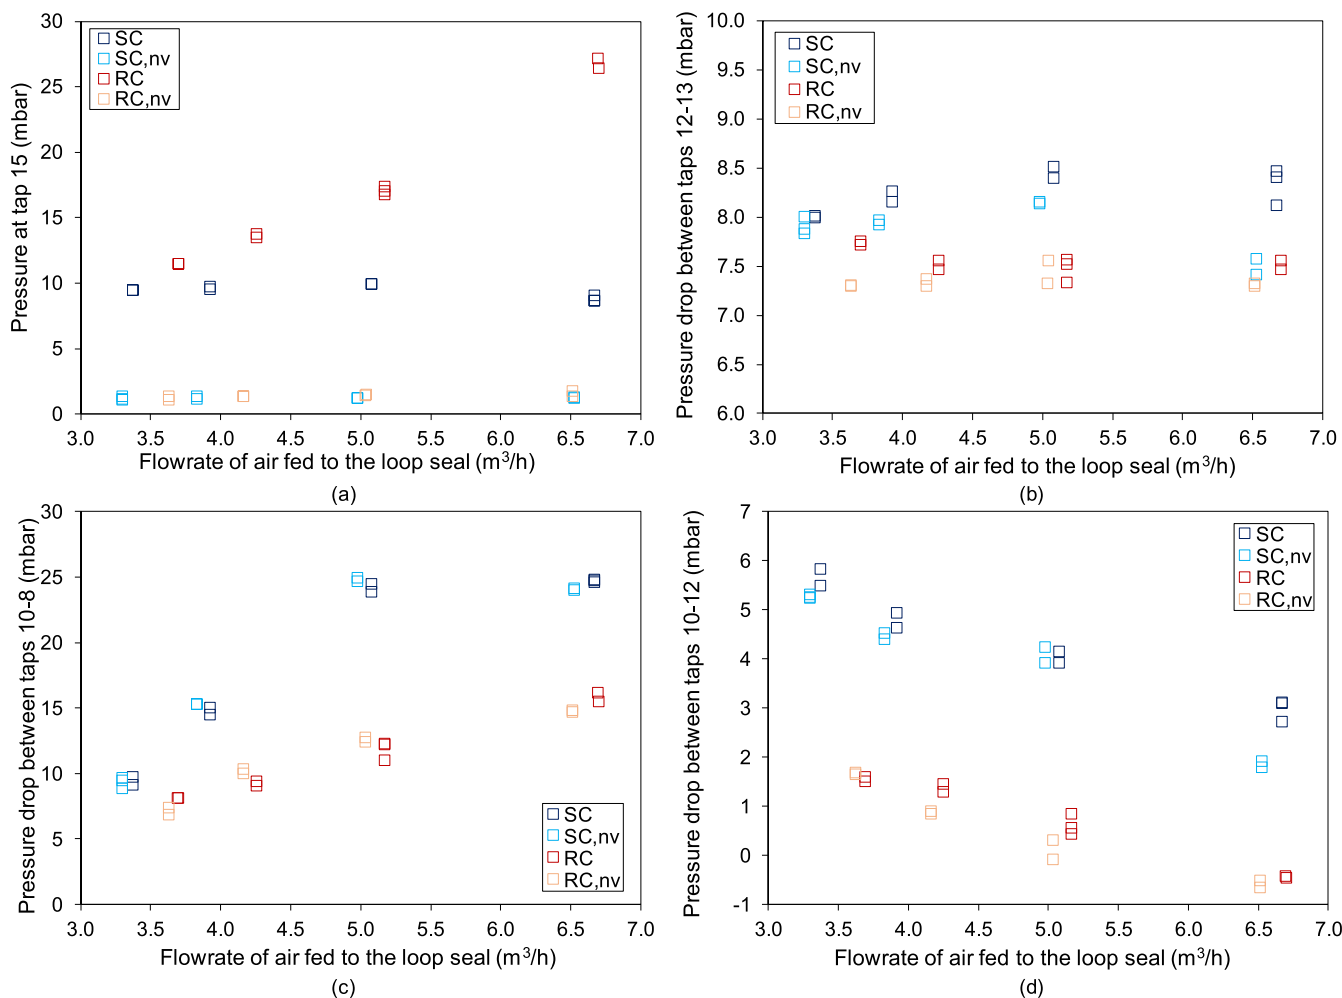 Pressure at tap 15 (mbar)
30
25
20
15
10
5
0
SC
SC,nv
RC
RC,nv
3.0 3.5 4.0 4.5 5.0 5.5 6.0 6.5 7.0
Flowrate of air fed to the loop seal (m³/h)
(a)
Pressure drop between taps 12-13 (mbar)
10.0
9.5
9.0
8.5
8.0
7.5
7.0
6.5
6.0
SC
SC,nv
RC
RC,nv
3.0 3.5 4.0 4.5 5.0 5.5 6.0 6.5 7.0
Flowrate of air fed to the loop seal (m³/h)
(b)
Pressure drop between taps 10-8 (mbar)
30
25
20
15
10
5
0
SC
SC,nv
RC
RC,nv
3.0 3.5 4.0 4.5 5.0 5.5 6.0 6.5 7.0
Flowrate of air fed to the loop seal (m³/h)
(c)
Pressure drop between taps 10-12 (mbar)
7
6
5
4
3
2
1
0
-1
SC
SC,nv
RC
RC,nv
3.0 3.5 4.0 4.5 5.0 5.5 6.0 6.5 7.0
Flowrate of air fed to the loop seal (m³/h)
(d)